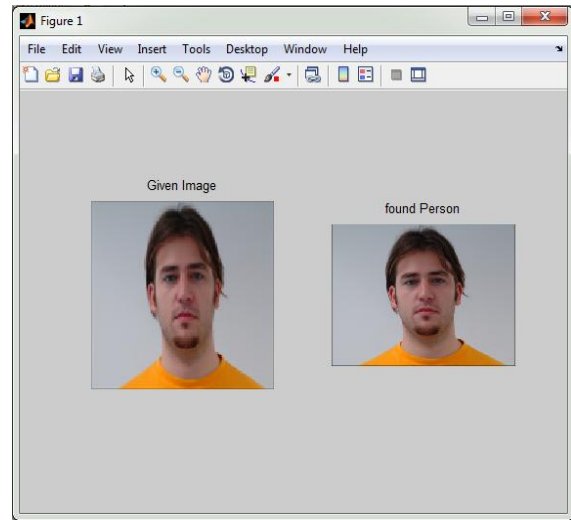 Figure 1
File Edit View Insert Tools Desktop Window Help
Given Image
found Person